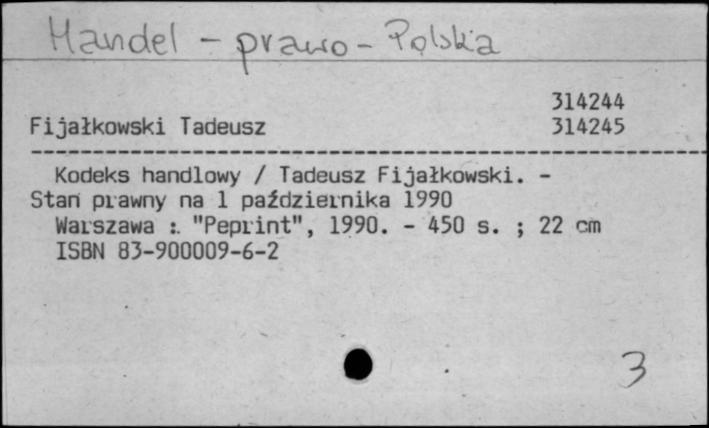 Handel - prawo - Polska
314244
Fijałkowski Tadeusz 314245
Kodeks handlowy / Tadeusz Fijałkowski. -
Stan prawny na 1 października 1990
Warszawa : "Peprint", 1990. - 450 s. ; 22 cm
ISBN 83-900009-6-2
3